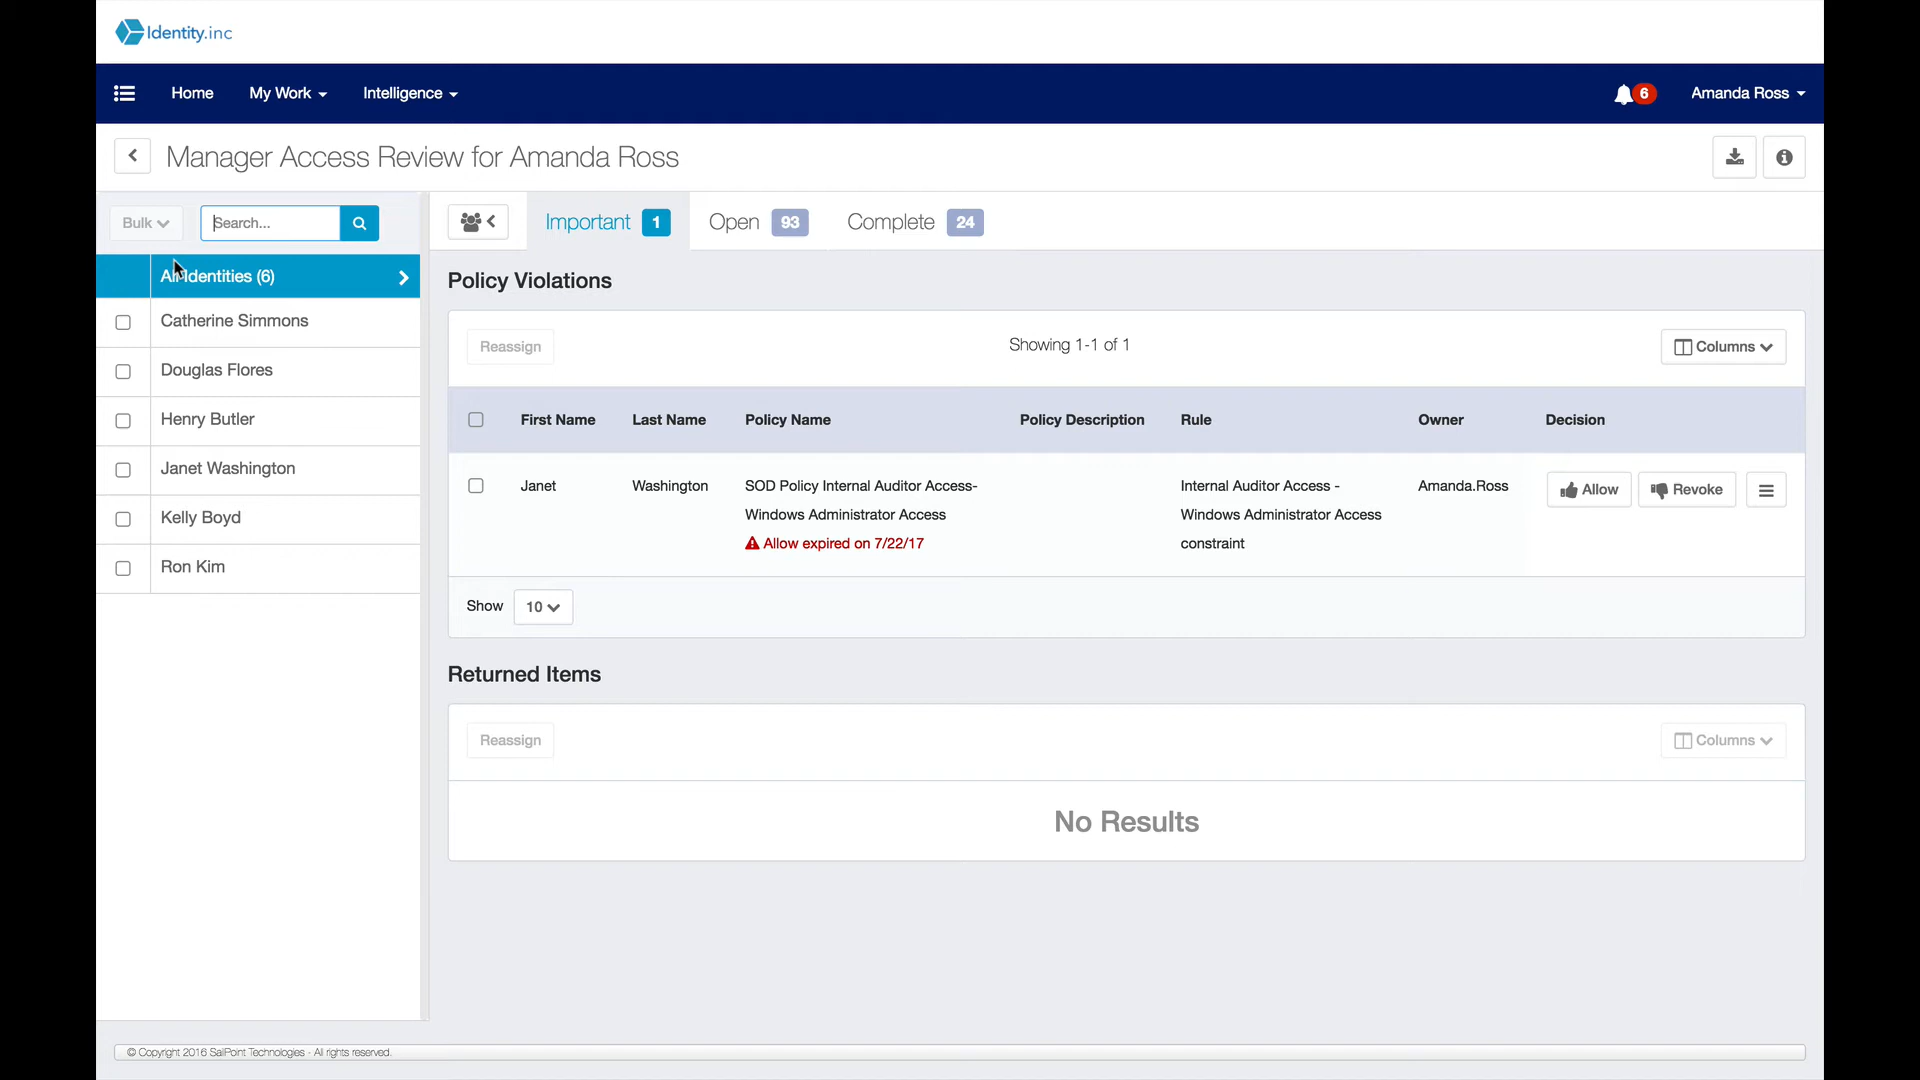 Identity.inc
Home
My Work
Intelligence
6
Amanda Ross
Manager Access Review for Amanda Ross
Bulk
Search...
Important 1
Open 93
Complete 24
All Identities (6)
Catherine Simmons
Douglas Flores
Henry Butler
Janet Washington
Kelly Boyd
Ron Kim
Policy Violations
Reassign
Showing 1-1 of 1
Columns
First Name
Last Name
Policy Name
Policy Description
Rule
Owner
Decision
Janet
Washington
SOD Policy Internal Auditor Access-
Windows Administrator Access
Allow expired on 7/22/17
Internal Auditor Access -
Windows Administrator Access
constraint
Amanda.Ross
Allow
Revoke
Show
10
Returned Items
Reassign
Columns
No Results
© Copyright 2016 SailPoint Technologies - All rights reserved.